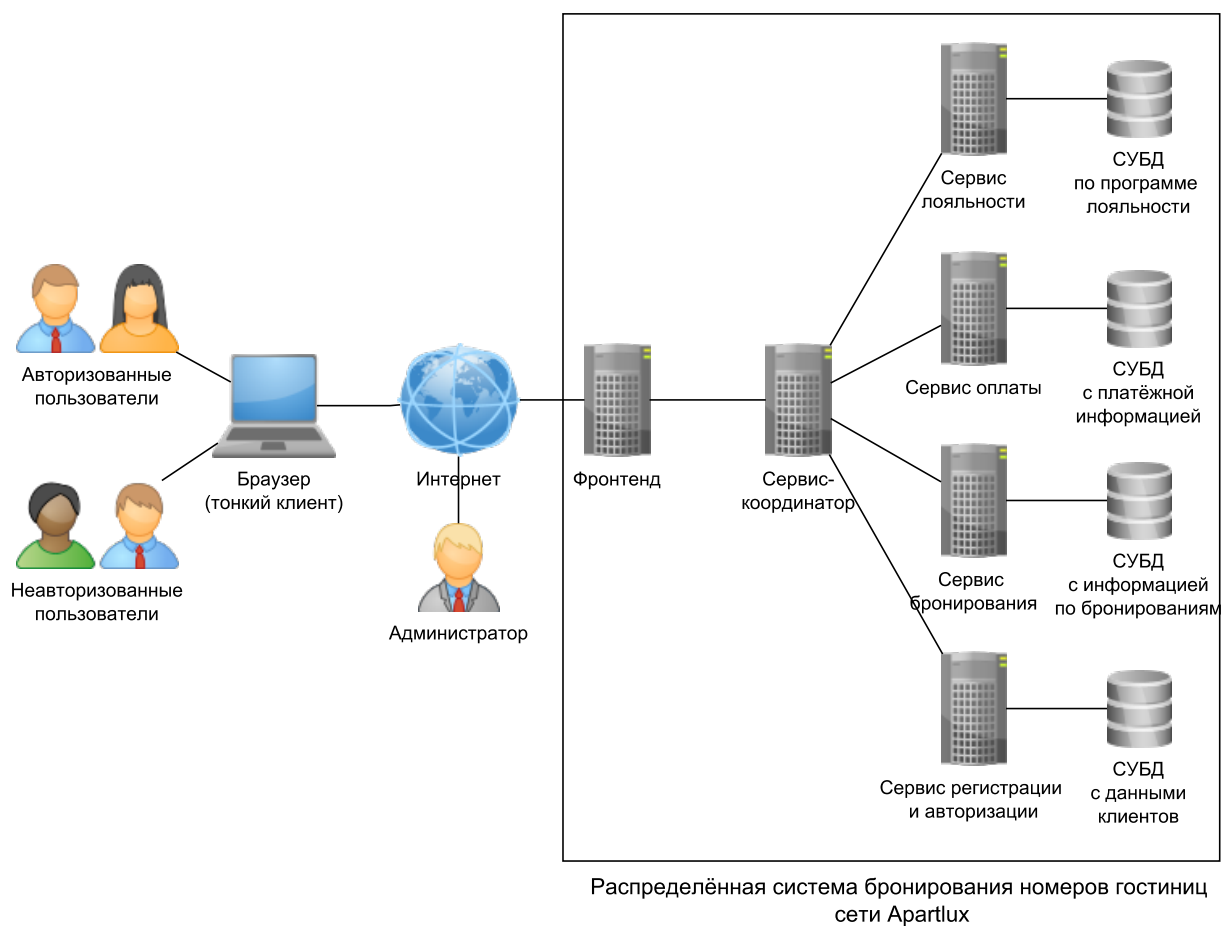 Сервис
лояльности
СУБД
по программе
лояльности
Авторизованные
пользователи
Сервис оплаты
СУБД
с платёжной
информацией
Браузер
(тонкий клиент)
Интернет
Фронтенд
Сервис-
координатор
Неавторизованные
пользователи
Администратор
Сервис
бронирования
СУБД
с информацией
по бронированиям
Сервис регистрации
и авторизации
СУБД
с данными
клиентов
Распределённая система бронирования номеров гостиниц
сети Apartlux